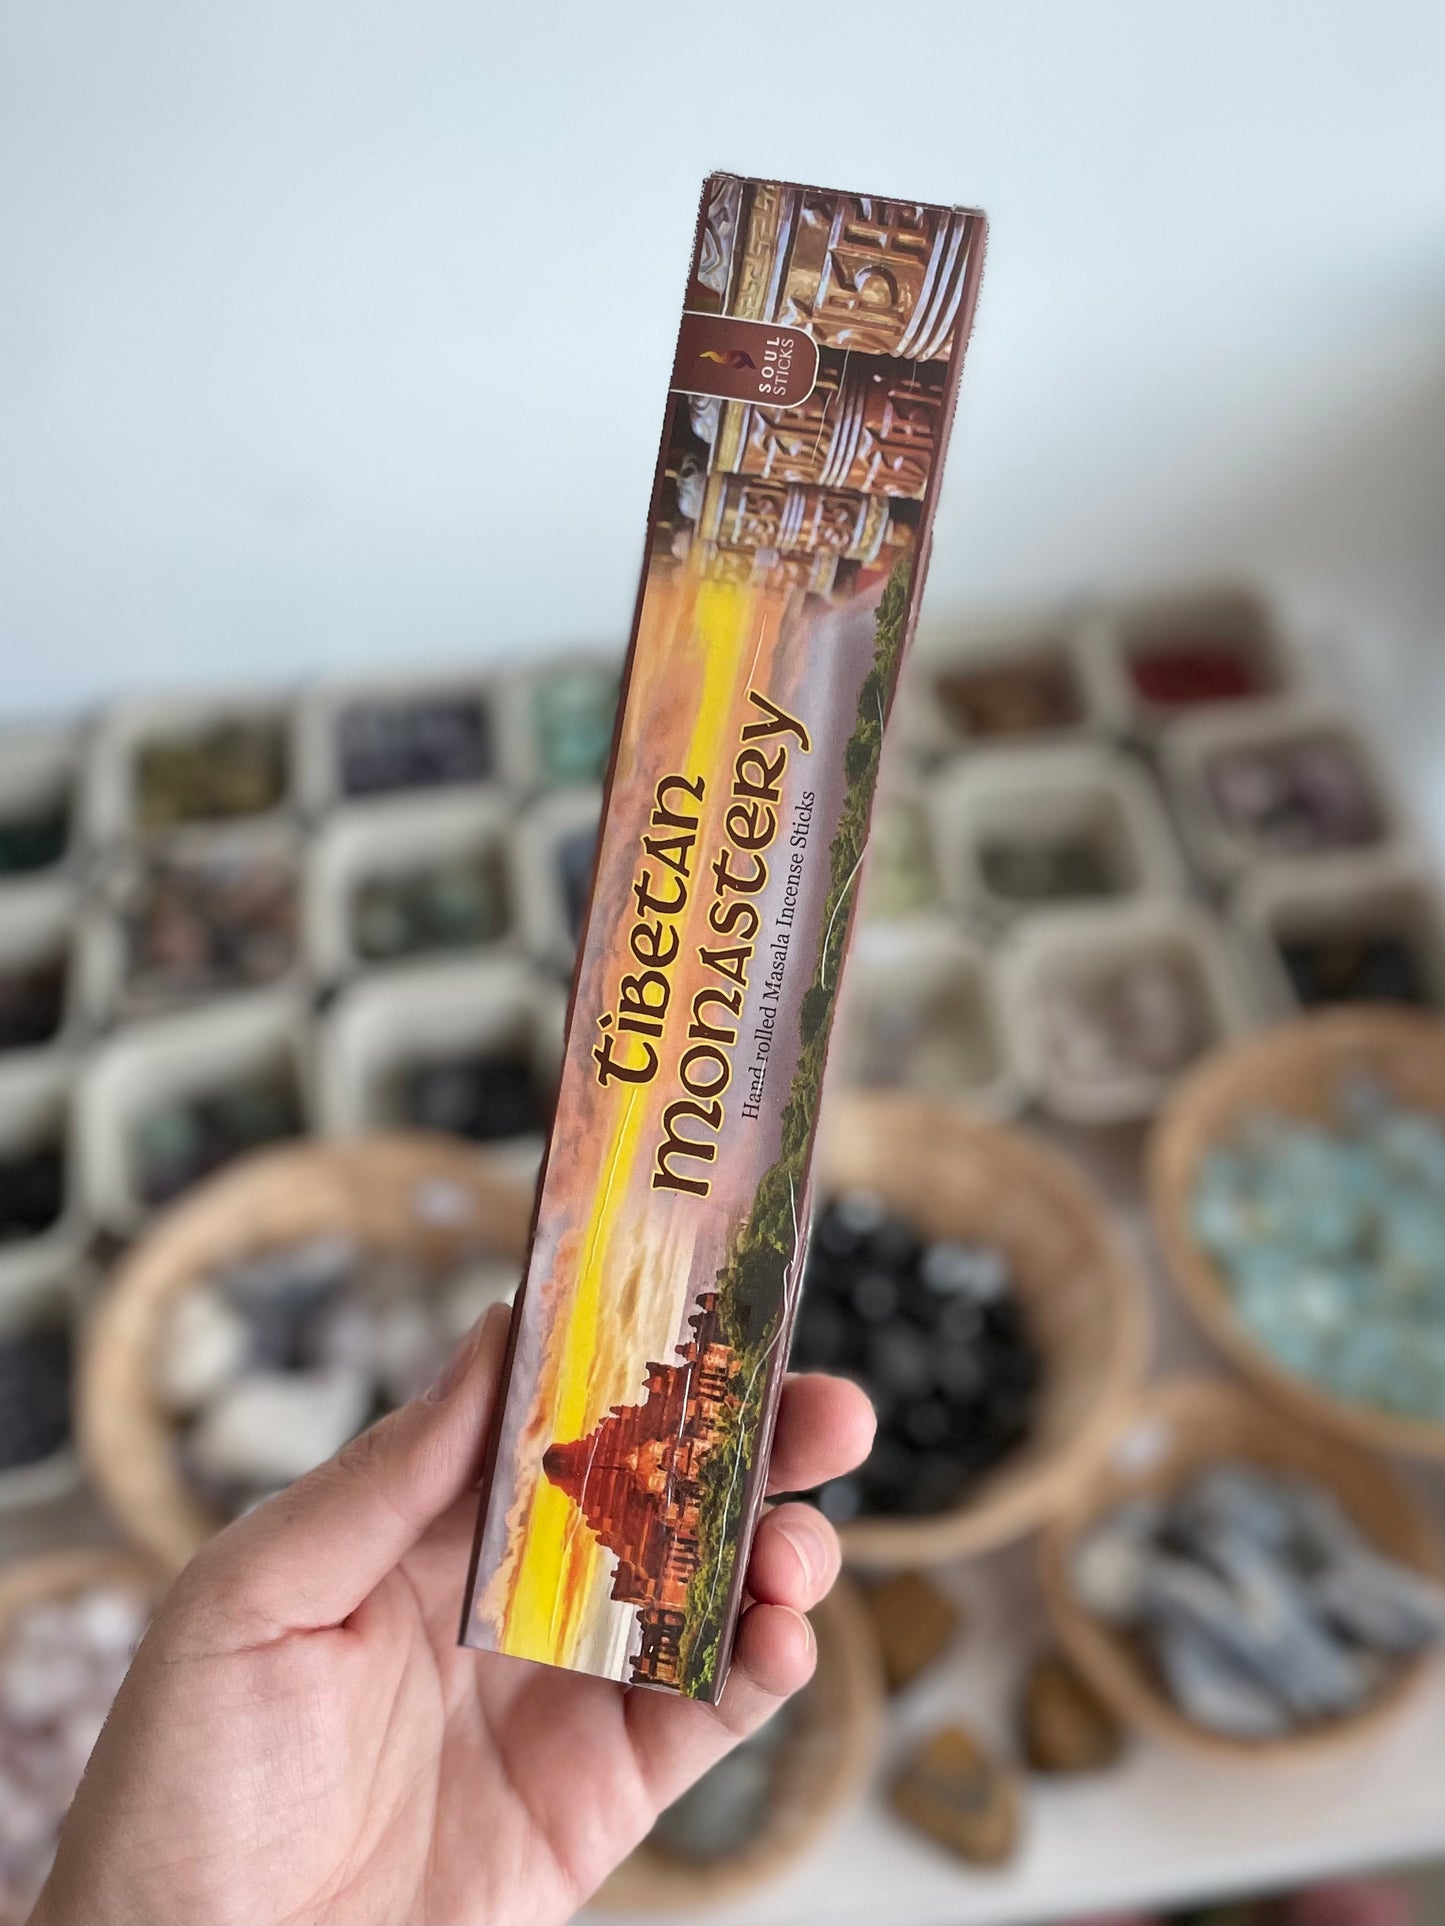 SOUL
STICKS
TIBETAN
MONASTERY
Hand rolled Masala Incense Sticks